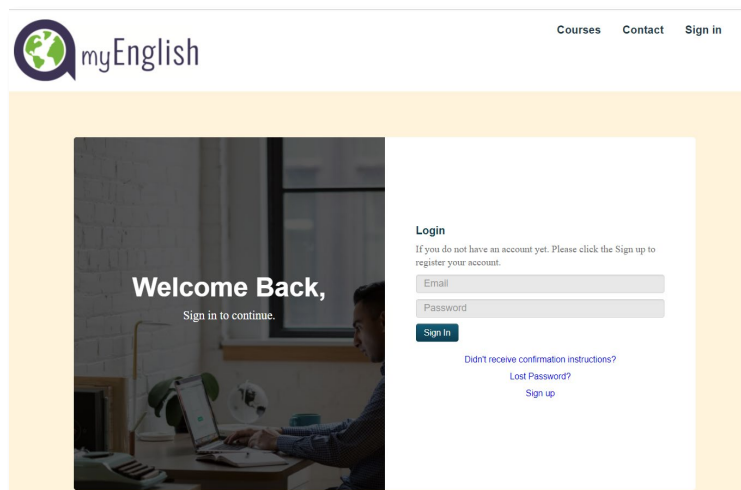 myEnglish
Courses Contact Sign in
Welcome Back,
Sign in to continue.
Login
If you do not have an account yet. Please click the Sign up to
register your account.
Email
Password
Sign In
Didn't receive confirmation instructions?
Lost Password?
Sign up